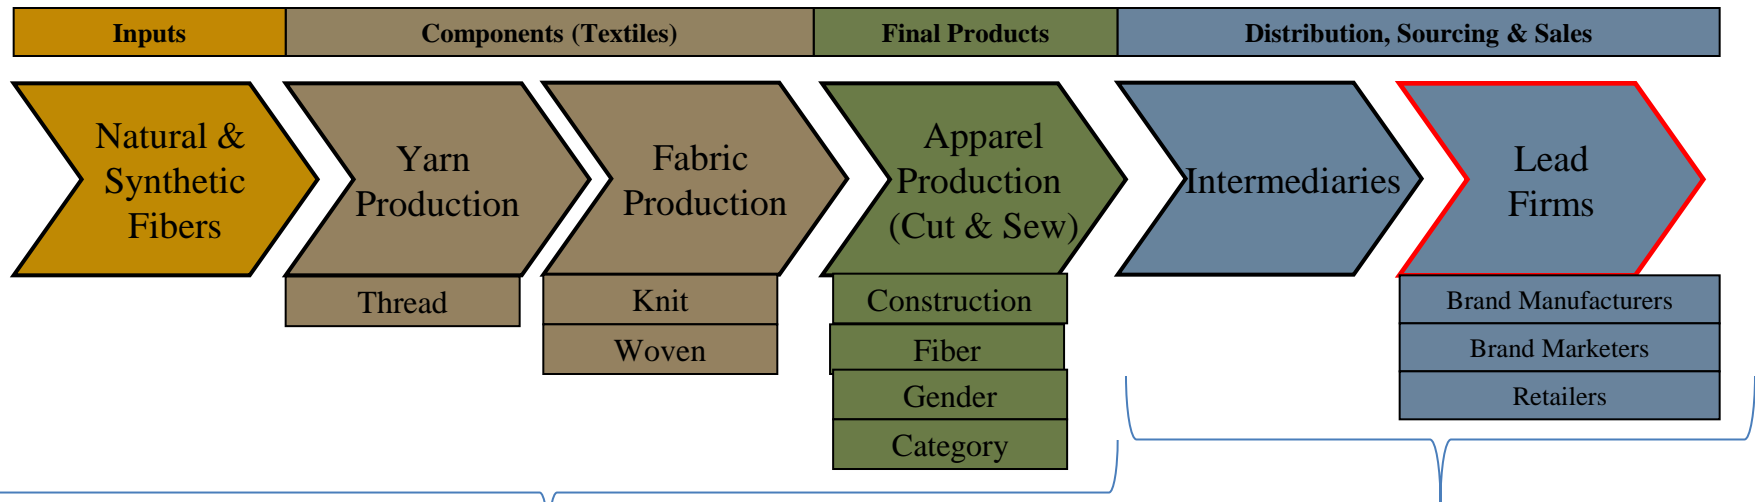 Inputs
Components (Textiles)
Final Products
Distribution, Sourcing & Sales
Natural &
Synthetic
Fibers
Yarn
Production
Fabric
Production
Apparel
Production
(Cut & Sew)
Intermediaries
Lead
Firms
Thread
Knit
Woven
Construction
Fiber
Gender
Category
Brand Manufacturers
Brand Marketers
Retailers